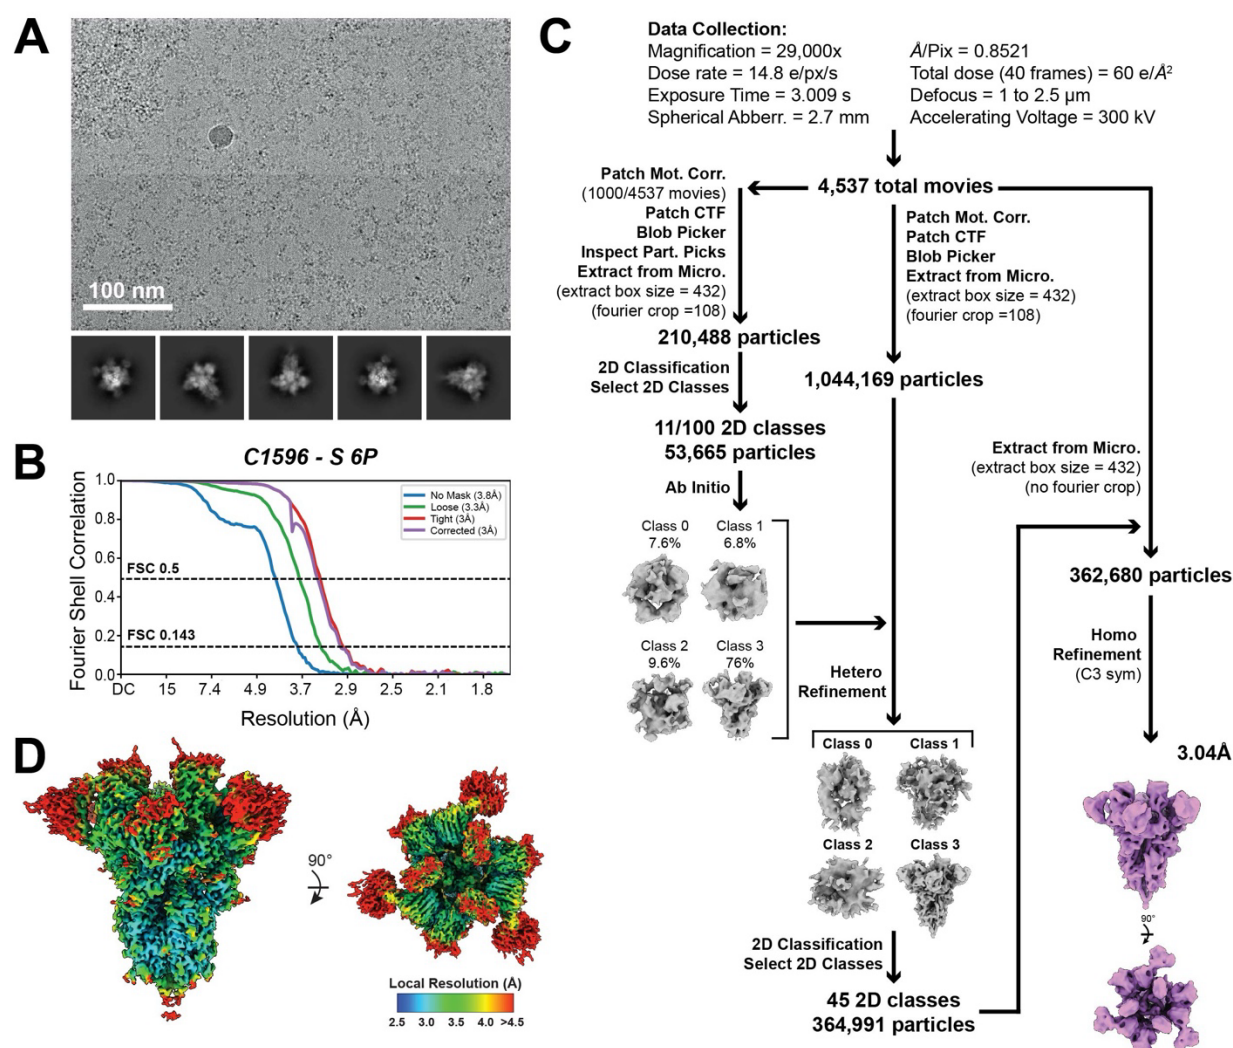 A
100 nm
B
C1596 - S 6P
Fourier Shell Correlation
1.0
0.8
0.6
0.4
0.2
0.0
No Mask (3.8Å)
Loose (3.3Å)
Tight (3Å)
Corrected (3Å)
FSC 0.5
FSC 0.143
DC 15 7.4 4.9 3.7 2.9 2.5 2.1 1.8
Resolution (Å)
D
90°
Local Resolution (Å)
2.5 3.0 3.5 4.0 >4.5
C
Data Collection:
Magnification = 29,000x
Dose rate = 14.8 e/px/s
Exposure Time = 3.009 s
Spherical Abberr. = 2.7 mm
Å/Pix = 0.8521
Total dose (40 frames) = 60 e/Å²
Defocus = 1 to 2.5 µm
Accelerating Voltage = 300 kV
4,537 total movies
Patch Mot. Corr.
(1000/4537 movies)
Patch CTF
Blob Picker
Inspect Part. Picks
Extract from Micro.
(extract box size = 432)
(fourier crop =108)
210,488 particles
2D Classification
Select 2D Classes
11/100 2D classes
53,665 particles
Ab Initio
Class 0
7.6%
Class 1
6.8%
Class 2
9.6%
Class 3
76%
Patch Mot. Corr.
Patch CTF
Blob Picker
Extract from Micro.
(extract box size = 432)
(fourier crop =108)
1,044,169 particles
Hetero
Refinement
Class 0
Class 1
Class 2
Class 3
2D Classification
Select 2D Classes
45 2D classes
364,991 particles
Extract from Micro.
(extract box size = 432)
(no fourier crop)
362,680 particles
Homo
Refinement
(C3 sym)
3.04Å
90°